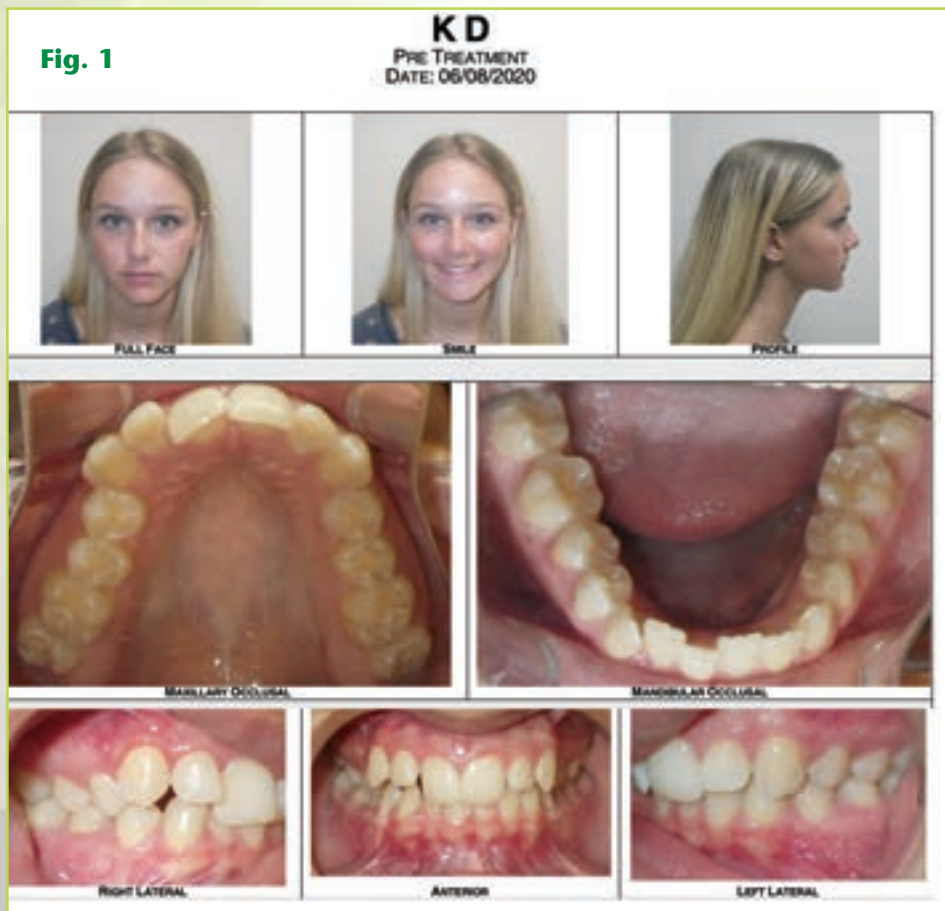 Fig. 1
K D
PRE TREATMENT
DATE: 06/08/2020
FULL FACE
SMILE
PROFILE
MAXILLARY OCCLUSAL
MANDIBULAR OCCLUSAL
RIGHT LATERAL
ANTERIOR
LEFT LATERAL